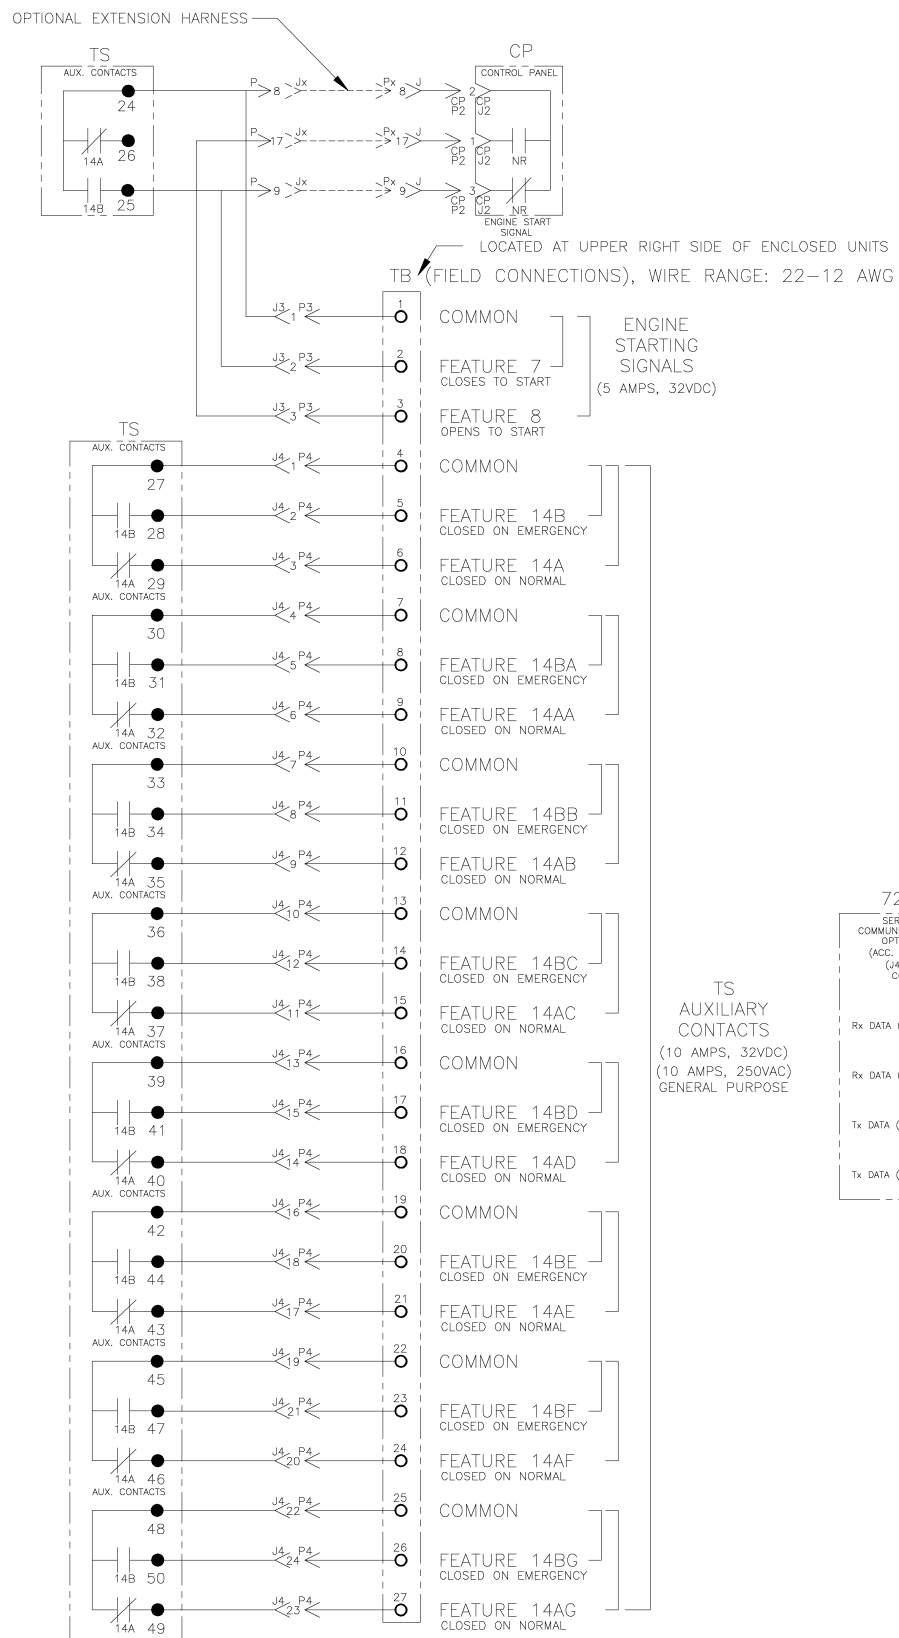 OPTIONAL EXTENSION HARNESS
TS
AUX. CONTACTS
24
26
14A
25
14B
P 8 Jx Px 8 J 2
CP P2 CP J2
P 17 Jx Px 17 J 1
CP P2 CP J2
P 9 Jx Px 9 J 3
CP P2 CP J2
CP
CONTROL PANEL
NR
NR
ENGINE START
SIGNAL
LOCATED AT UPPER RIGHT SIDE OF ENCLOSED UNITS
TB (FIELD CONNECTIONS), WIRE RANGE: 22-12 AWG
J3 1 P3 1 COMMON
J3 2 P3 2 FEATURE 7
CLOSES TO START
J3 3 P3 3 FEATURE 8
OPENS TO START
ENGINE
STARTING
SIGNALS
(5 AMPS, 32VDC)
TS
AUX. CONTACTS
27 J4 1 P4 4 COMMON
14B 28 J4 2 P4 5 FEATURE 14B
CLOSED ON EMERGENCY
14A 29 J4 3 P4 6 FEATURE 14A
CLOSED ON NORMAL
AUX. CONTACTS
30 J4 4 P4 7 COMMON
14B 31 J4 5 P4 8 FEATURE 14BA
CLOSED ON EMERGENCY
14A 32 J4 6 P4 9 FEATURE 14AA
CLOSED ON NORMAL
AUX. CONTACTS
33 J4 7 P4 10 COMMON
14B 34 J4 8 P4 11 FEATURE 14BB
CLOSED ON EMERGENCY
14A 35 J4 9 P4 12 FEATURE 14AB
CLOSED ON NORMAL
AUX. CONTACTS
36 J4 10 P4 13 COMMON
14B 38 J4 12 P4 14 FEATURE 14BC
CLOSED ON EMERGENCY
14A 37 J4 11 P4 15 FEATURE 14AC
CLOSED ON NORMAL
AUX. CONTACTS
39 J4 13 P4 16 COMMON
14B 41 J4 15 P4 17 FEATURE 14BD
CLOSED ON EMERGENCY
14A 40 J4 14 P4 18 FEATURE 14AD
CLOSED ON NORMAL
AUX. CONTACTS
42 J4 16 P4 19 COMMON
14B 44 J4 18 P4 20 FEATURE 14BE
CLOSED ON EMERGENCY
14A 43 J4 17 P4 21 FEATURE 14AE
CLOSED ON NORMAL
AUX. CONTACTS
45 J4 19 P4 22 COMMON
14B 47 J4 21 P4 23 FEATURE 14BF
CLOSED ON EMERGENCY
14A 46 J4 20 P4 24 FEATURE 14AF
CLOSED ON NORMAL
AUX. CONTACTS
48 J4 22 P4 25 COMMON
14B 50 J4 24 P4 26 FEATURE 14BG
CLOSED ON EMERGENCY
14A 49 J4 23 P4 27 FEATURE 14AG
CLOSED ON NORMAL
TS
AUXILIARY
CONTACTS
(10 AMPS, 32VDC)
(10 AMPS, 250VAC)
GENERAL PURPOSE
72
SER
COMMUN
OPT
(ACC.
(J4
CO
Rx DATA (
Rx DATA (
Tx DATA (
Tx DATA (